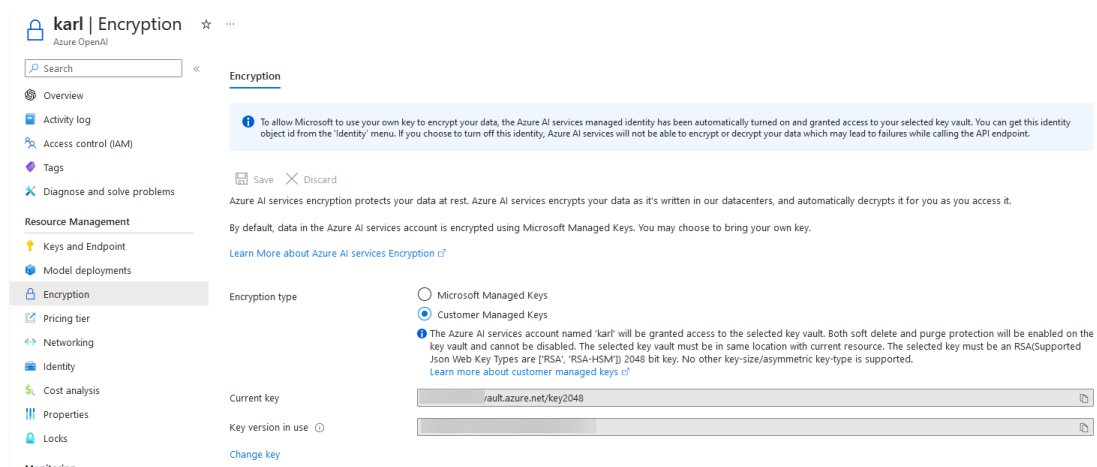 karl | Encryption
Azure OpenAI
Search
Overview
Activity log
Access control (IAM)
Tags
Diagnose and solve problems
Resource Management
Keys and Endpoint
Model deployments
Encryption
Pricing tier
Networking
Identity
Cost analysis
Properties
Locks
Monitoring
Encryption
To allow Microsoft to use your own key to encrypt your data, the Azure AI services managed identity has been automatically turned on and granted access to your selected key vault. You can get this identity
object id from the 'Identity' menu. If you choose to turn off this identity, Azure AI services will not be able to encrypt or decrypt your data which may lead to failures while calling the API endpoint.
Save Discard
Azure AI services encryption protects your data at rest. Azure AI services encrypts your data as it's written in our datacenters, and automatically decrypts it for you as you access it.
By default, data in the Azure AI services account is encrypted using Microsoft Managed Keys. You may choose to bring your own key.
Learn More about Azure AI services Encryption
Encryption type
Microsoft Managed Keys
Customer Managed Keys
The Azure AI services account named 'karl' will be granted access to the selected key vault. Both soft delete and purge protection will be enabled on the
key vault and cannot be disabled. The selected key vault must be in same location with current resource. The selected key must be an RSA(Supported
Json Web Key Types are ['RSA', 'RSA-HSM']) 2048 bit key. No other key-size/asymmetric key-type is supported.
Learn more about customer managed keys
Current key
vault.azure.net/key2048
Key version in use
Change key